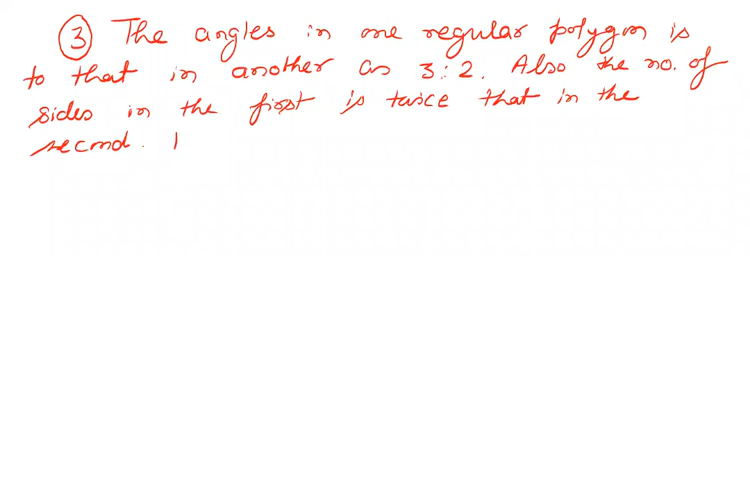 ③ The angles in one regular polygon is
to that in another as 3:2. Also the no. of
sides in the first is twice that in the
second.